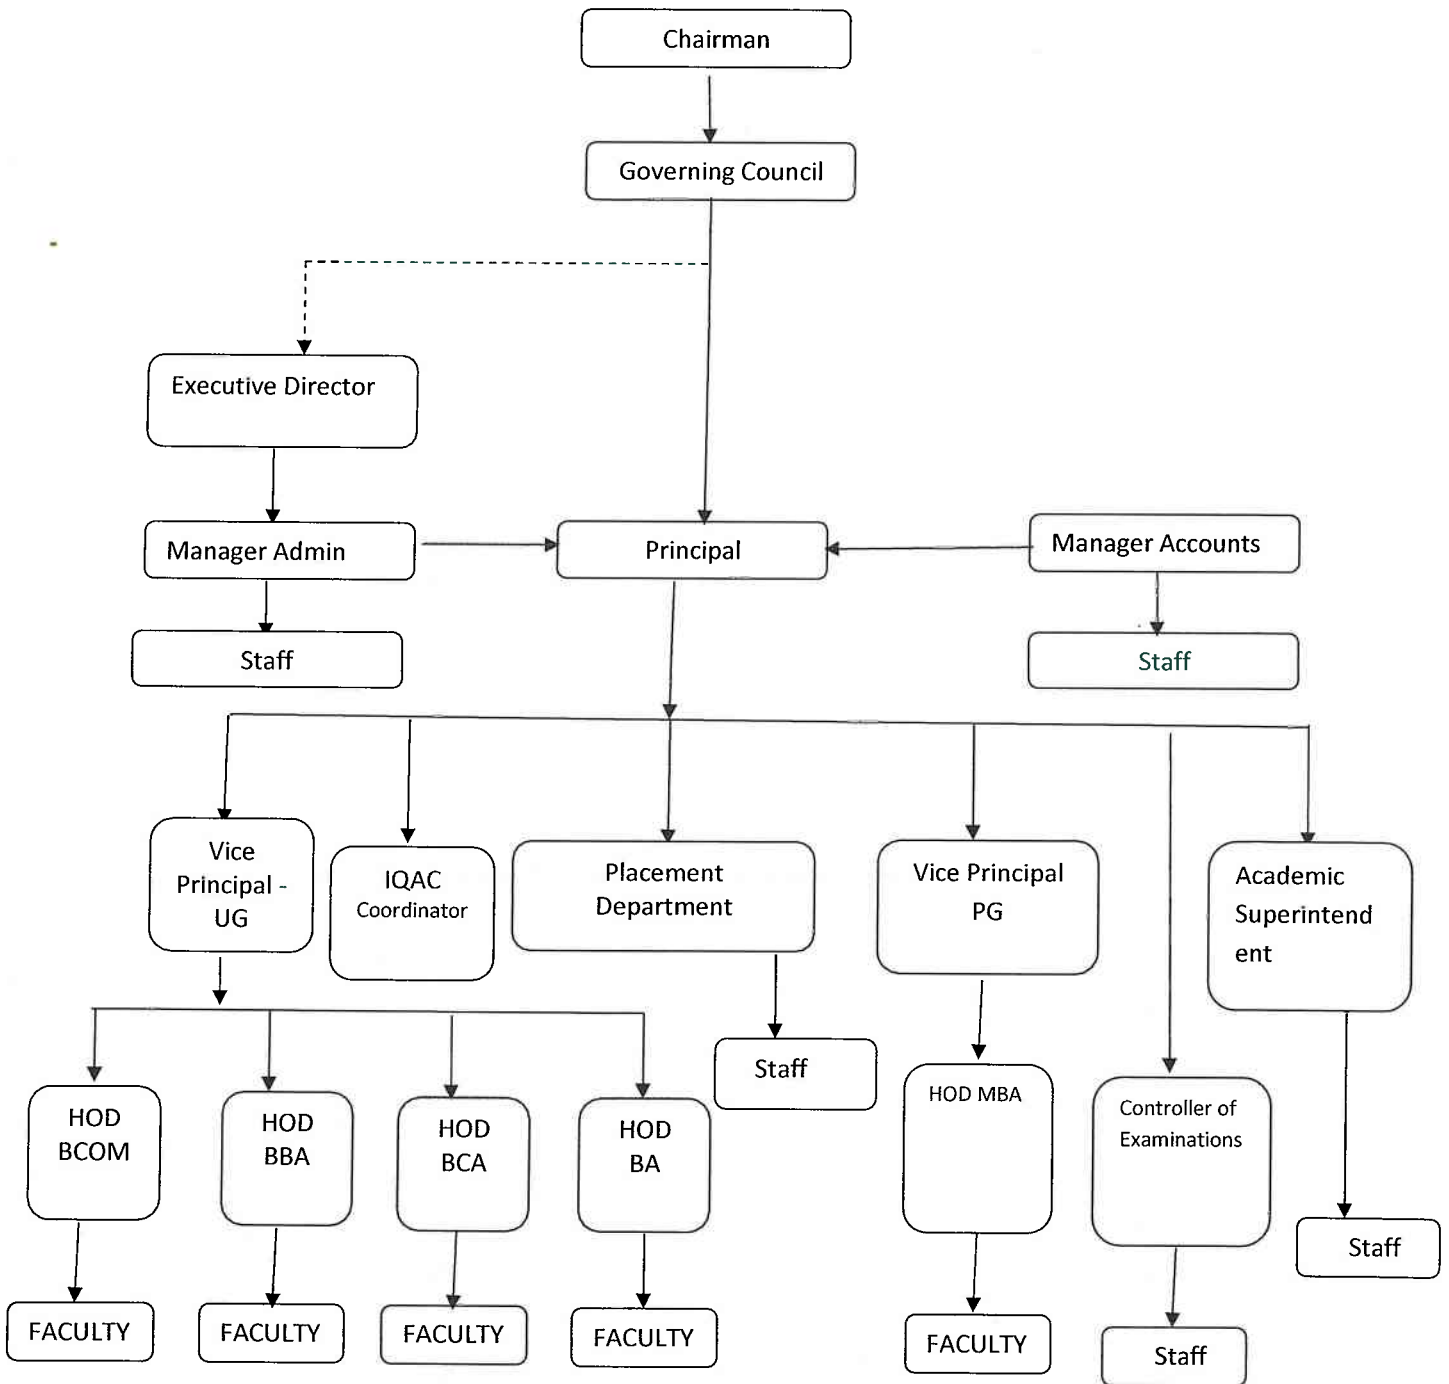 Chairman
Governing Council
Executive Director
Manager Admin
Principal
Manager Accounts
Staff
Staff
Vice
Principal -
UG
IQAC
Coordinator
Placement
Department
Vice Principal
PG
Academic
Superintend
ent
Staff
HOD
BCOM
HOD
BBA
HOD
BCA
HOD
BA
HOD MBA
Controller of
Examinations
Staff
FACULTY
FACULTY
FACULTY
FACULTY
FACULTY
Staff